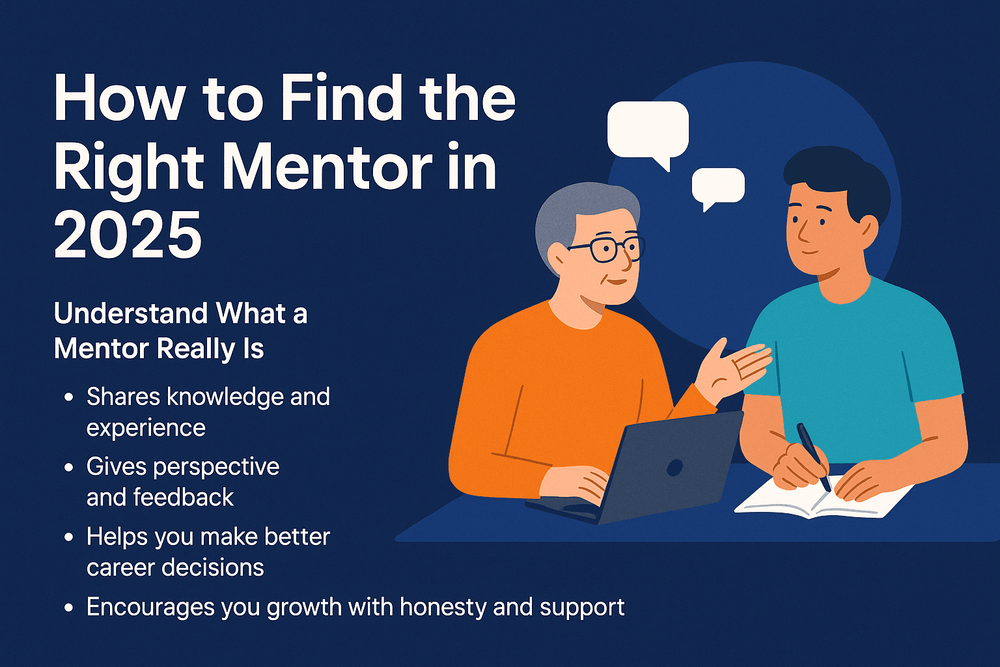 How to Find the
Right Mentor in
2025
Understand What a
Mentor Really Is
• Shares knowledge and
experience
• Gives perspective
and feedback
• Helps you make better
career decisions
• Encourages you growth with honesty and support